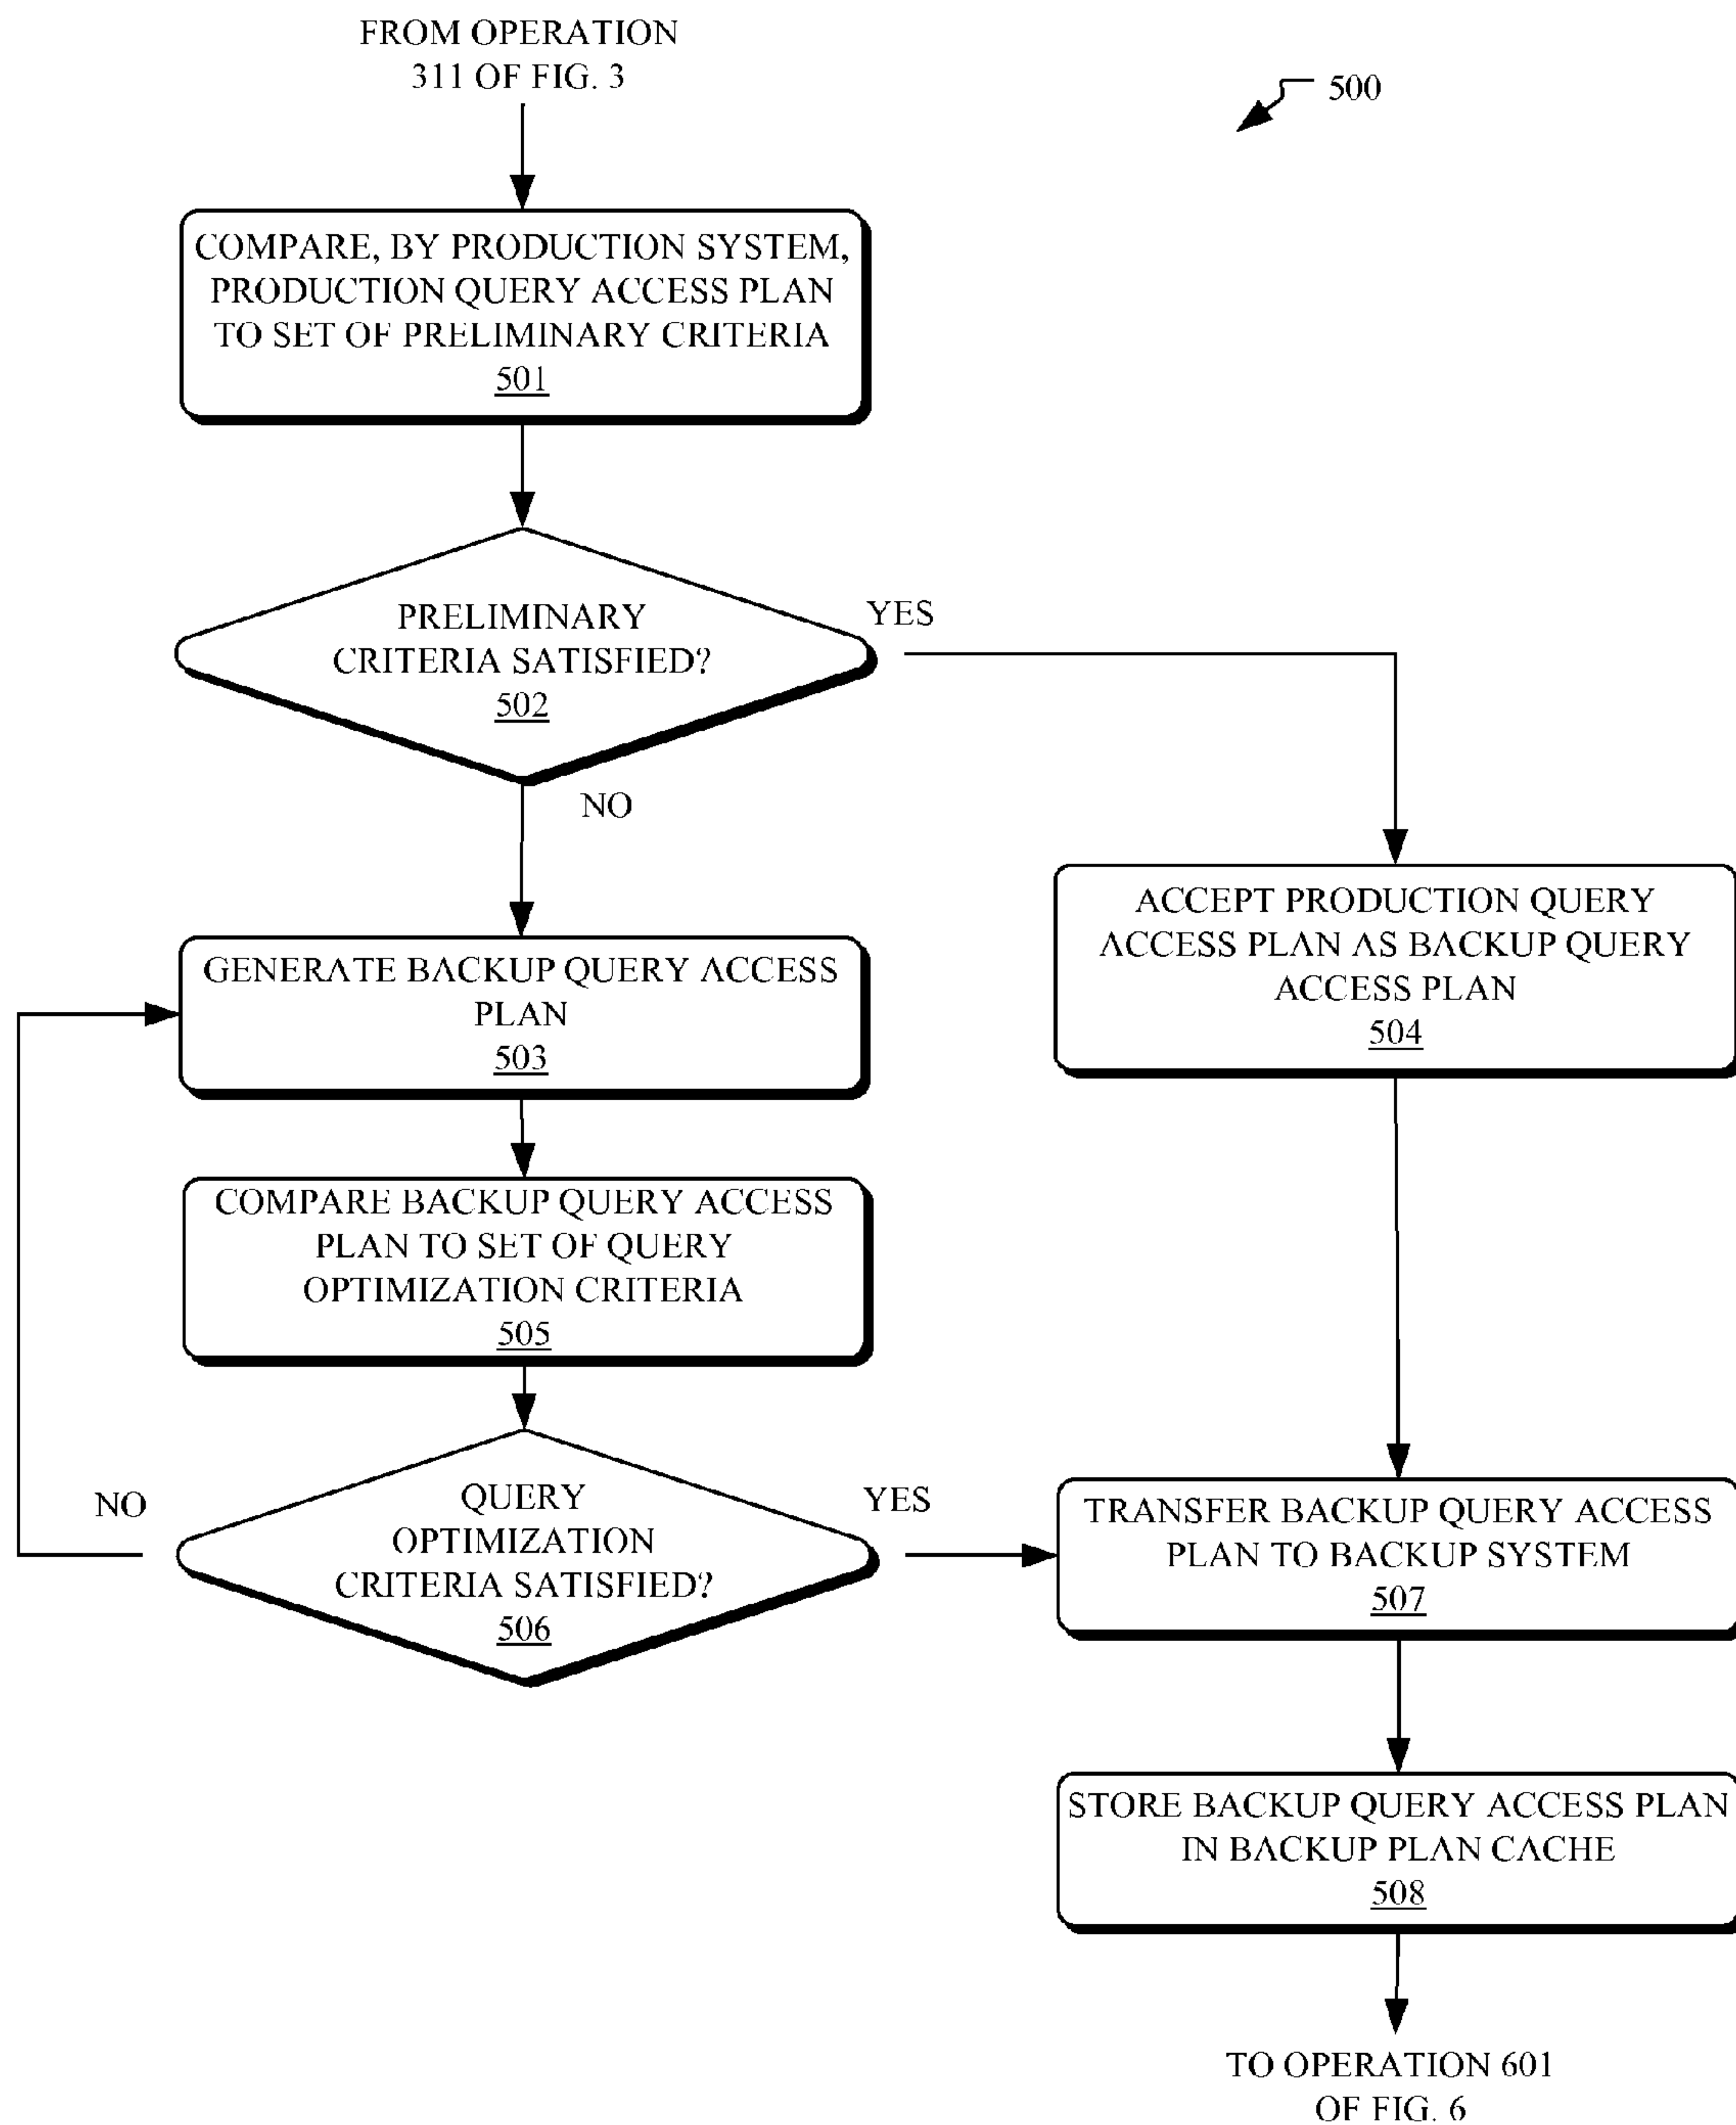 FROM OPERATION
311 OF FIG. 3
500
COMPARE, BY PRODUCTION SYSTEM,
PRODUCTION QUERY ACCESS PLAN
TO SET OF PRELIMINARY CRITERIA
501
PRELIMINARY
CRITERIA SATISFIED?
502
YES
NO
GENERATE BACKUP QUERY ACCESS
PLAN
503
ACCEPT PRODUCTION QUERY
ACCESS PLAN AS BACKUP QUERY
ACCESS PLAN
504
COMPARE BACKUP QUERY ACCESS
PLAN TO SET OF QUERY
OPTIMIZATION CRITERIA
505
NO
QUERY
OPTIMIZATION
CRITERIA SATISFIED?
506
YES
TRANSFER BACKUP QUERY ACCESS
PLAN TO BACKUP SYSTEM
507
STORE BACKUP QUERY ACCESS PLAN
IN BACKUP PLAN CACHE
508
TO OPERATION 601
OF FIG. 6